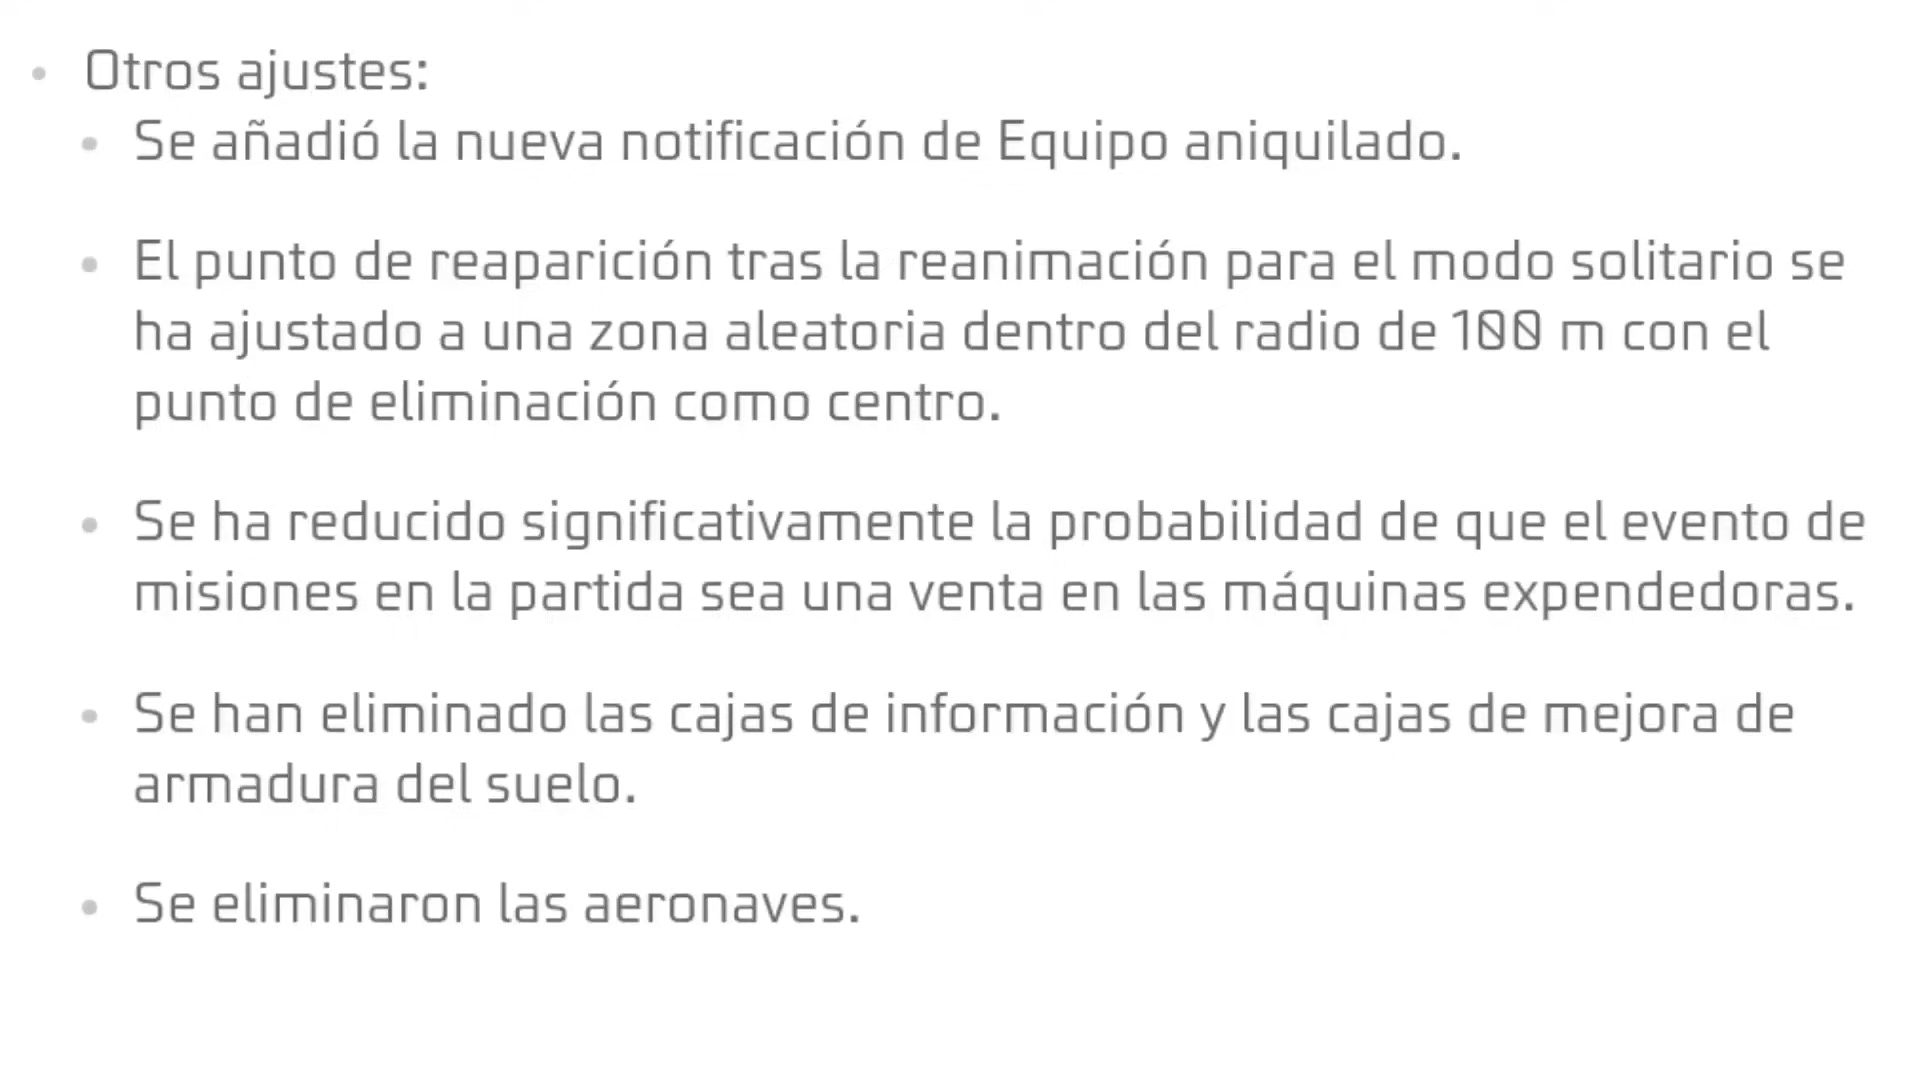 • Otros ajustes:
• Se añadió la nueva notificación de Equipo aniquilado.
• El punto de reaparición tras la reanimación para el modo solitario se
ha ajustado a una zona aleatoria dentro del radio de 100 m con el
punto de eliminación como centro.
• Se ha reducido significativamente la probabilidad de que el evento de
misiones en la partida sea una venta en las máquinas expendedoras.
• Se han eliminado las cajas de información y las cajas de mejora de
armadura del suelo.
• Se eliminaron las aeronaves.